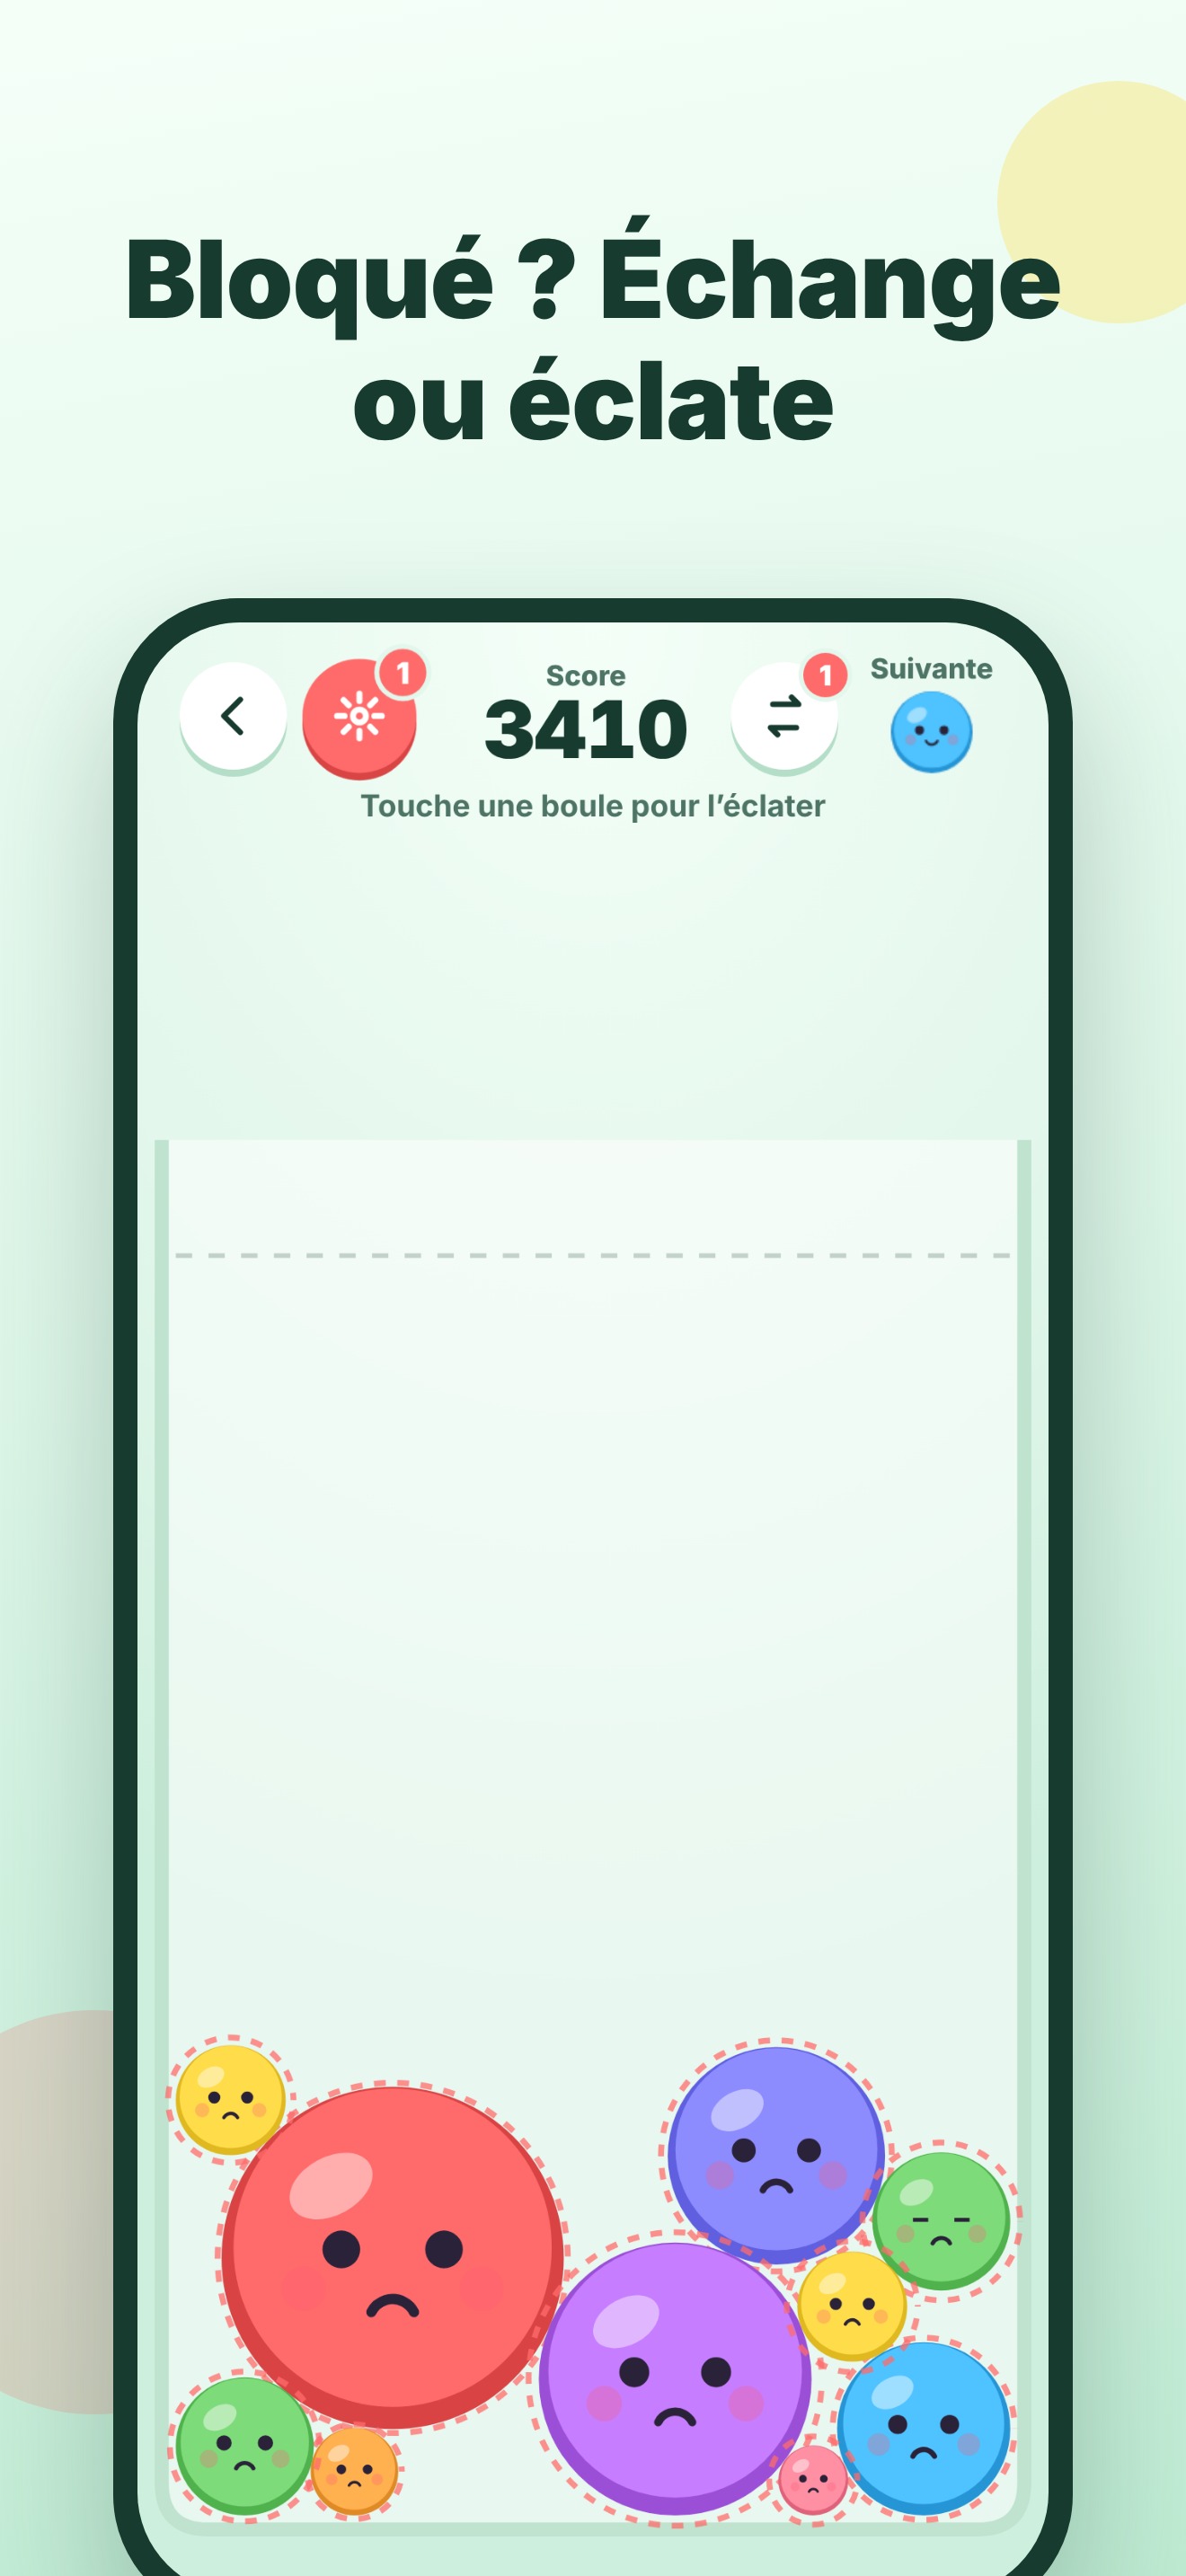 Bloqué ? Échange
ou éclate
1
Score
3410
1
Suivante
Touche une boule pour l’éclater